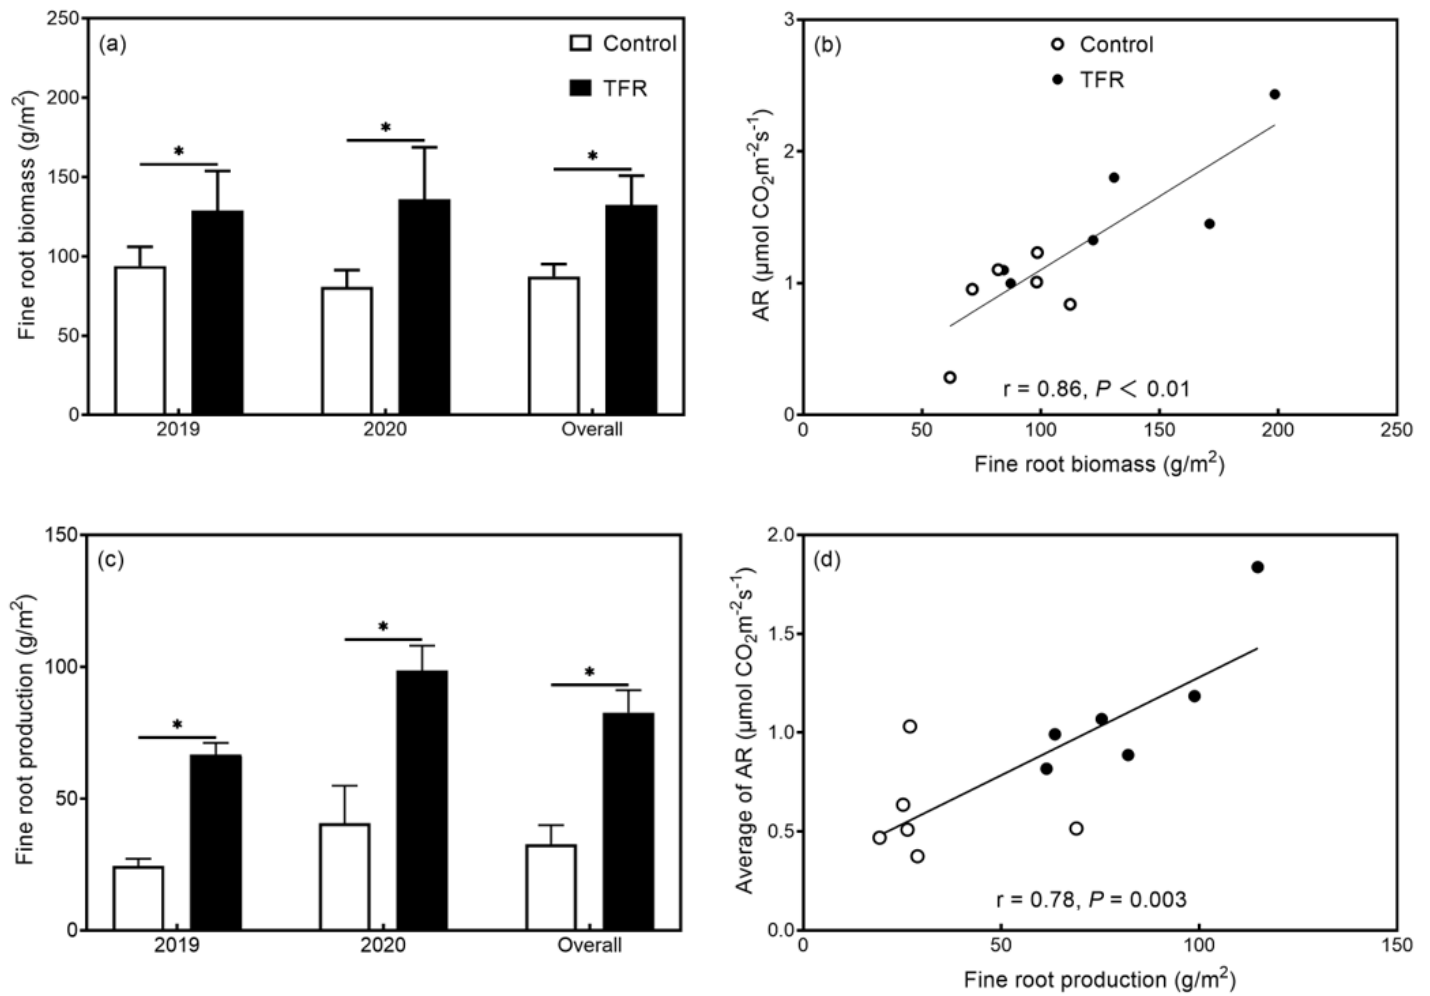 (a)
Control
TFR
Fine root biomass (g/m²)
250
200
150
100
50
0
*
*
*
2019
2020
Overall
(b)
Control
TFR
AR (μmol CO₂m⁻²s⁻¹)
3
2
1
0
r = 0.86, P < 0.01
0
50
100
150
200
250
Fine root biomass (g/m²)
(c)
Fine root production (g/m²)
150
100
50
0
*
*
*
2019
2020
Overall
(d)
Average of AR (μmol CO₂m⁻²s⁻¹)
2.0
1.5
1.0
0.5
0.0
r = 0.78, P = 0.003
0
50
100
150
Fine root production (g/m²)